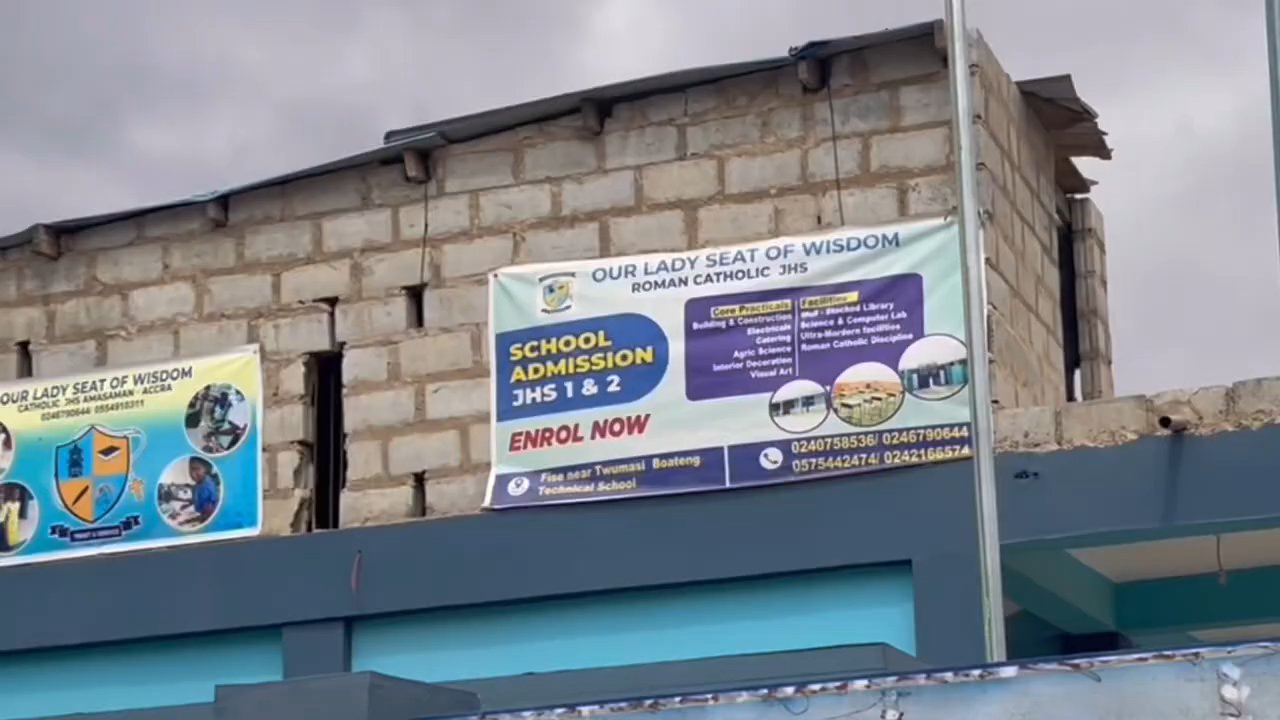 OUR LADY SEAT OF WISDOM
CATHOLIC JHS AMASAMAN - ACCRA
0246790644/ 0554918311
OUR LADY SEAT OF WISDOM
ROMAN CATHOLIC JHS
SCHOOL
ADMISSION
JHS 1 & 2
ENROL NOW
Core Practicals
Building & Construction
Electricals
Catering
Agric Science
Interior Decoration
Visual Art
Facilities
Well - Stocked Library
Science & Computer Lab
Ultra-Mordern facilities
Roman Catholic Discipline
Fise near Twumasi Boateng
Technical School
0240758536/ 0246790644
0575442474/ 0242166574